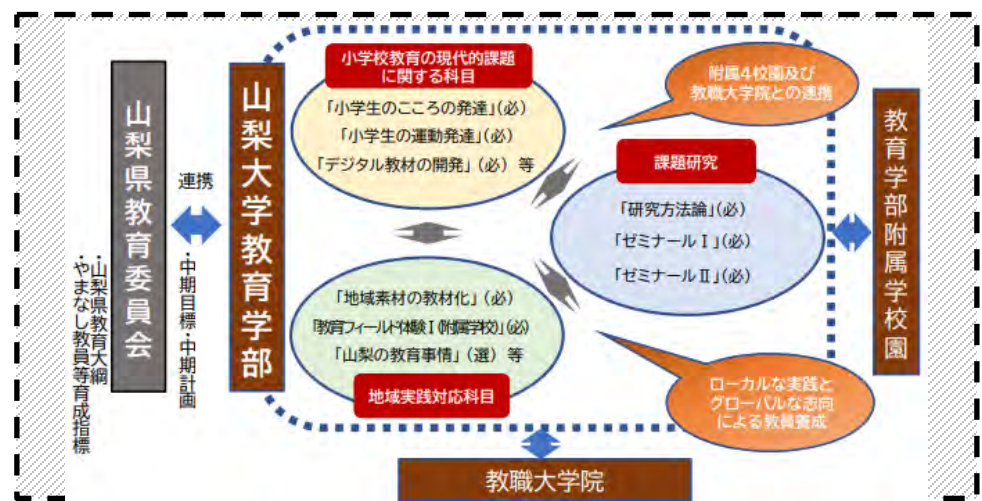 山梨県教育委員会
・山梨県教育大綱
・やまなし教員等育成指標
連携
・中期目標・中期計画
山梨大学教育学部
小学校教育の現代的課題
に関する科目
「小学生のこころの発達」(必)
「小学生の運動発達」(必)
「デジタル教材の開発」(必) 等
附属4校園及び
教職大学院との連携
課題研究
「研究方法論」(必)
「ゼミナールⅠ」(必)
「ゼミナールⅡ」(必)
「地域素材の教材化」(必)
「教育フィールド体験Ⅰ(附属学校)」(必)
「山梨の教育事情」(選) 等
地域実践対応科目
ローカルな実践と
グローバルな志向
による教員養成
教育学部附属学校園
教職大学院